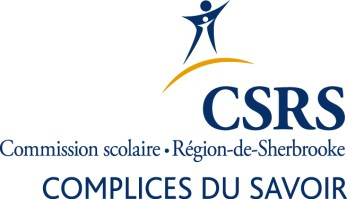 CSRS
Commission scolaire • Région-de-Sherbrooke
COMPLICES DU SAVOIR